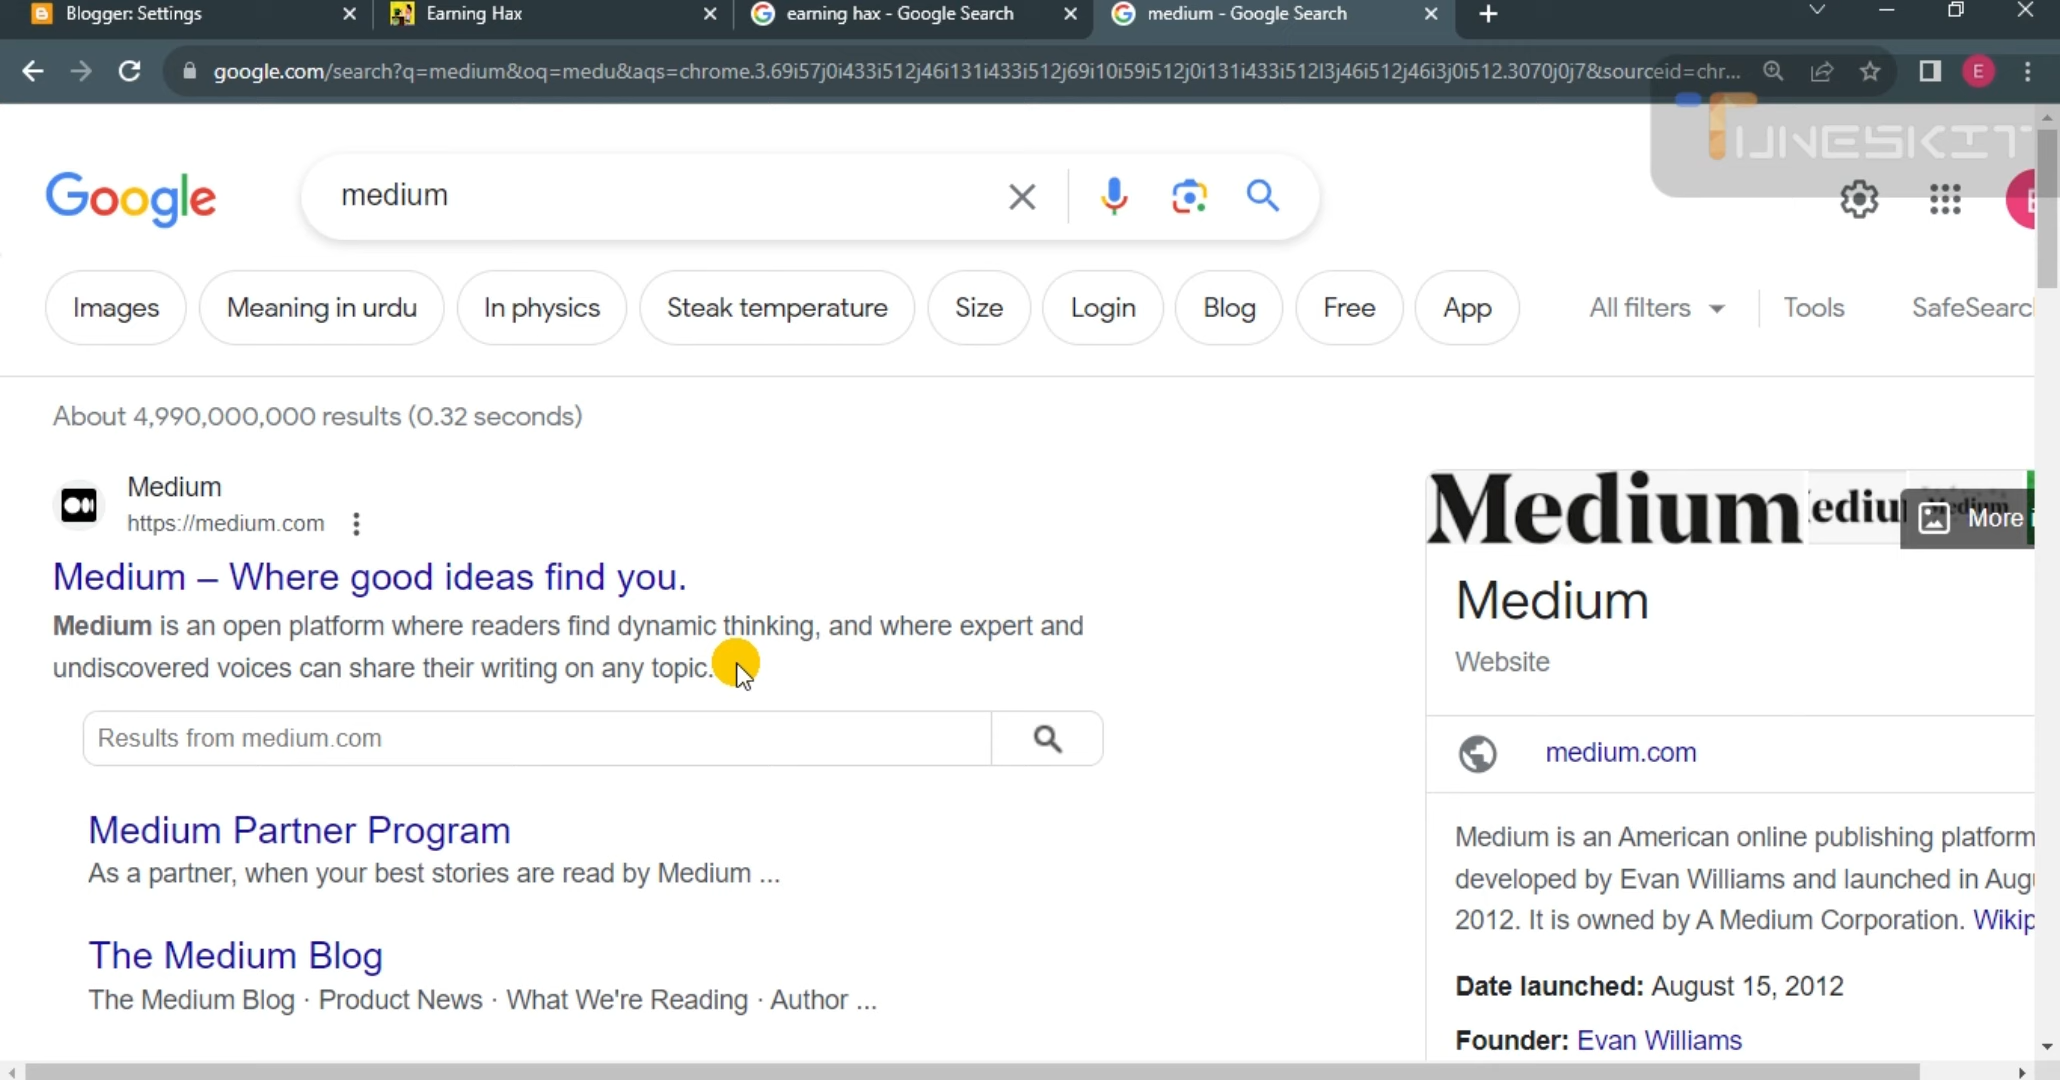 Blogger: Settings
Earning Hax
earning hax - Google Search
medium - Google Search
google.com/search?q=medium&oq=medu&aqs=chrome.3.69i57j0i433i512j46i131i433i512j69i10i59i512j0i131i433i512l3j46i512j46i3j0i512.3070j0j7&sourceid=chr...
E
TUNESKIT
Google
medium
Images
Meaning in urdu
In physics
Steak temperature
Size
Login
Blog
Free
App
All filters
Tools
SafeSearc
About 4,990,000,000 results (0.32 seconds)
Medium
https://medium.com
Medium – Where good ideas find you.
Medium is an open platform where readers find dynamic thinking, and where expert and
undiscovered voices can share their writing on any topic.
Results from medium.com
Medium Partner Program
As a partner, when your best stories are read by Medium ...
The Medium Blog
The Medium Blog · Product News · What We're Reading · Author ...
Medium
ediu
More i
Medium
Website
medium.com
Medium is an American online publishing platform
developed by Evan Williams and launched in Aug
2012. It is owned by A Medium Corporation. Wikip
Date launched: August 15, 2012
Founder: Evan Williams